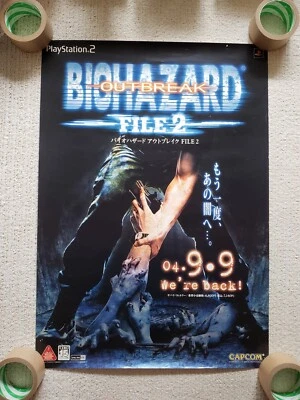 PlayStation.2
BIOHAZARD
OUTBREAK
FILE 2
バイオハザード アウトブレイク FILE 2
もう一度、
あの闇へ…。
04.9.9
We're back!
CAPCOM